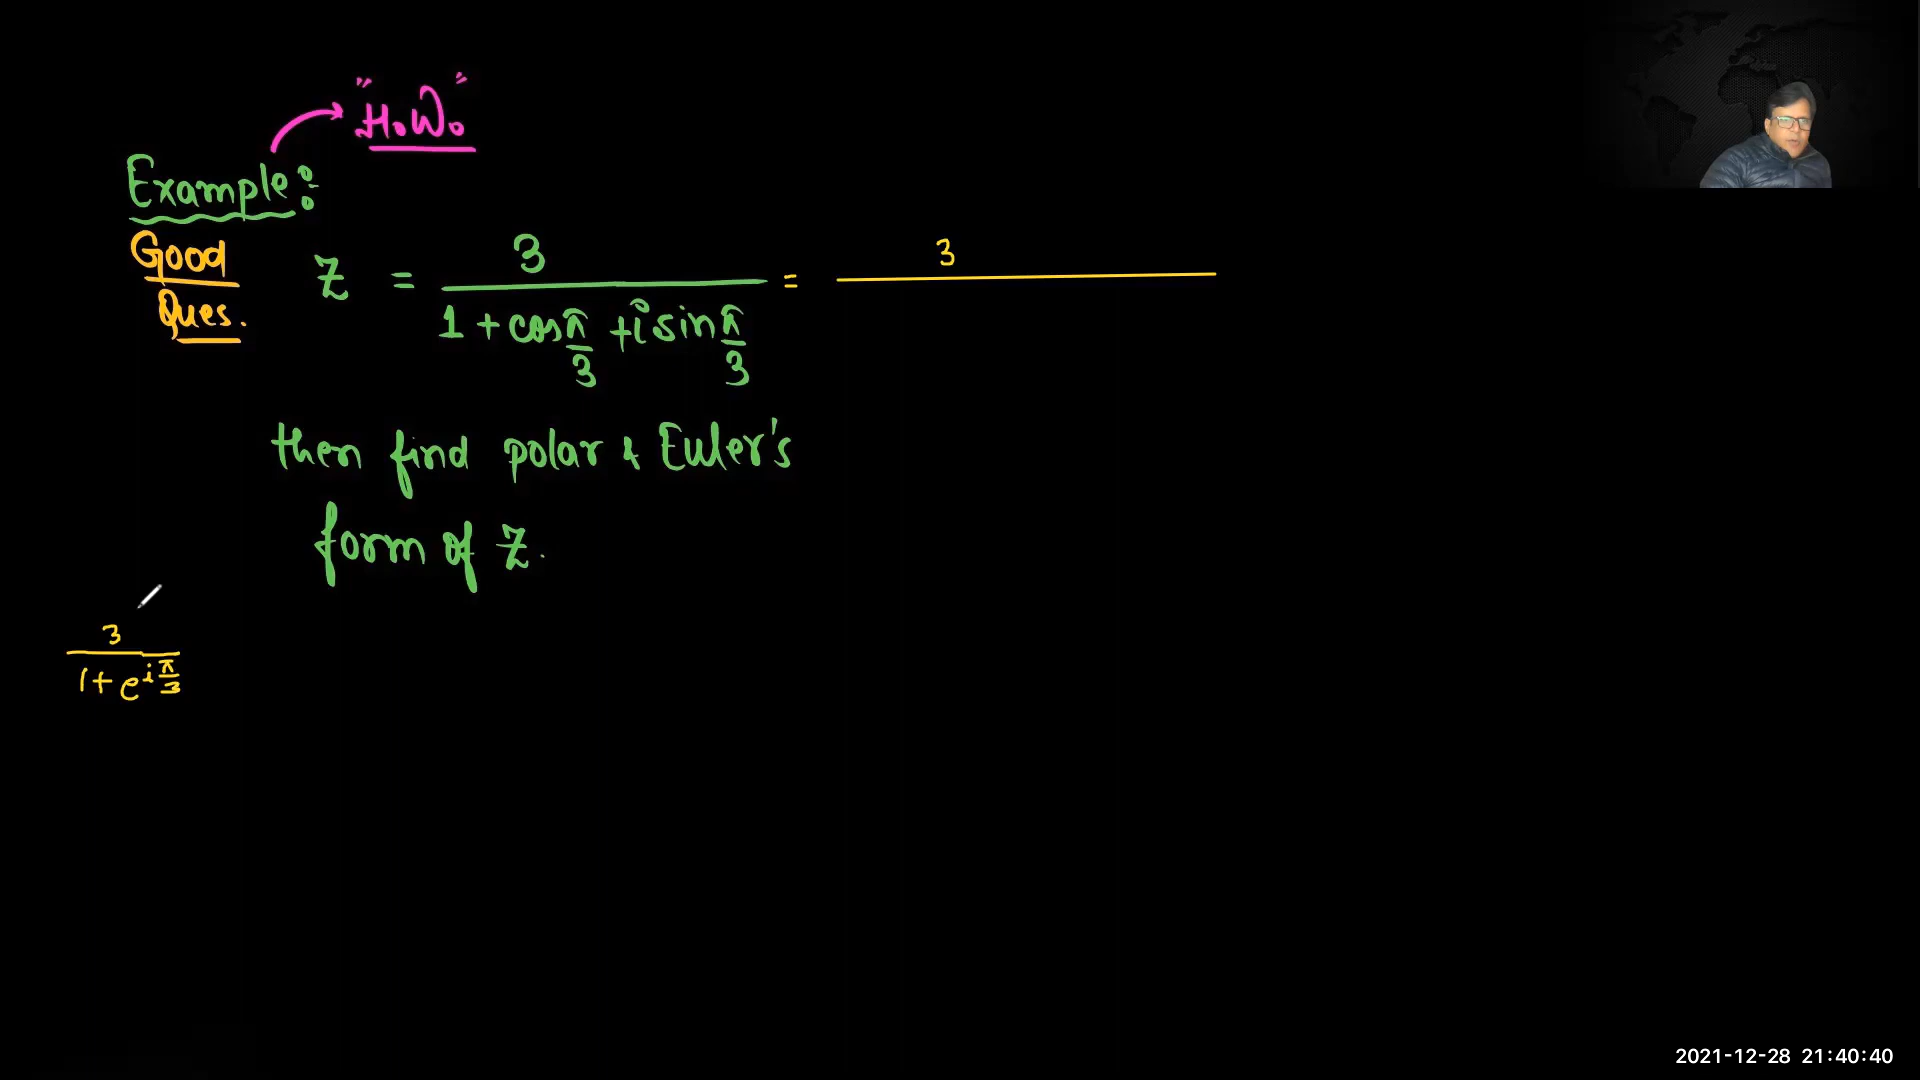 "H.W."
Example:
Good
Ques.
z = 3 / (1 + cos π/3 + i sin π/3) = 3 /
then find polar & Euler's
form of z.
3 / (1 + e^(i π/3))
2021-12-28 21:40:40